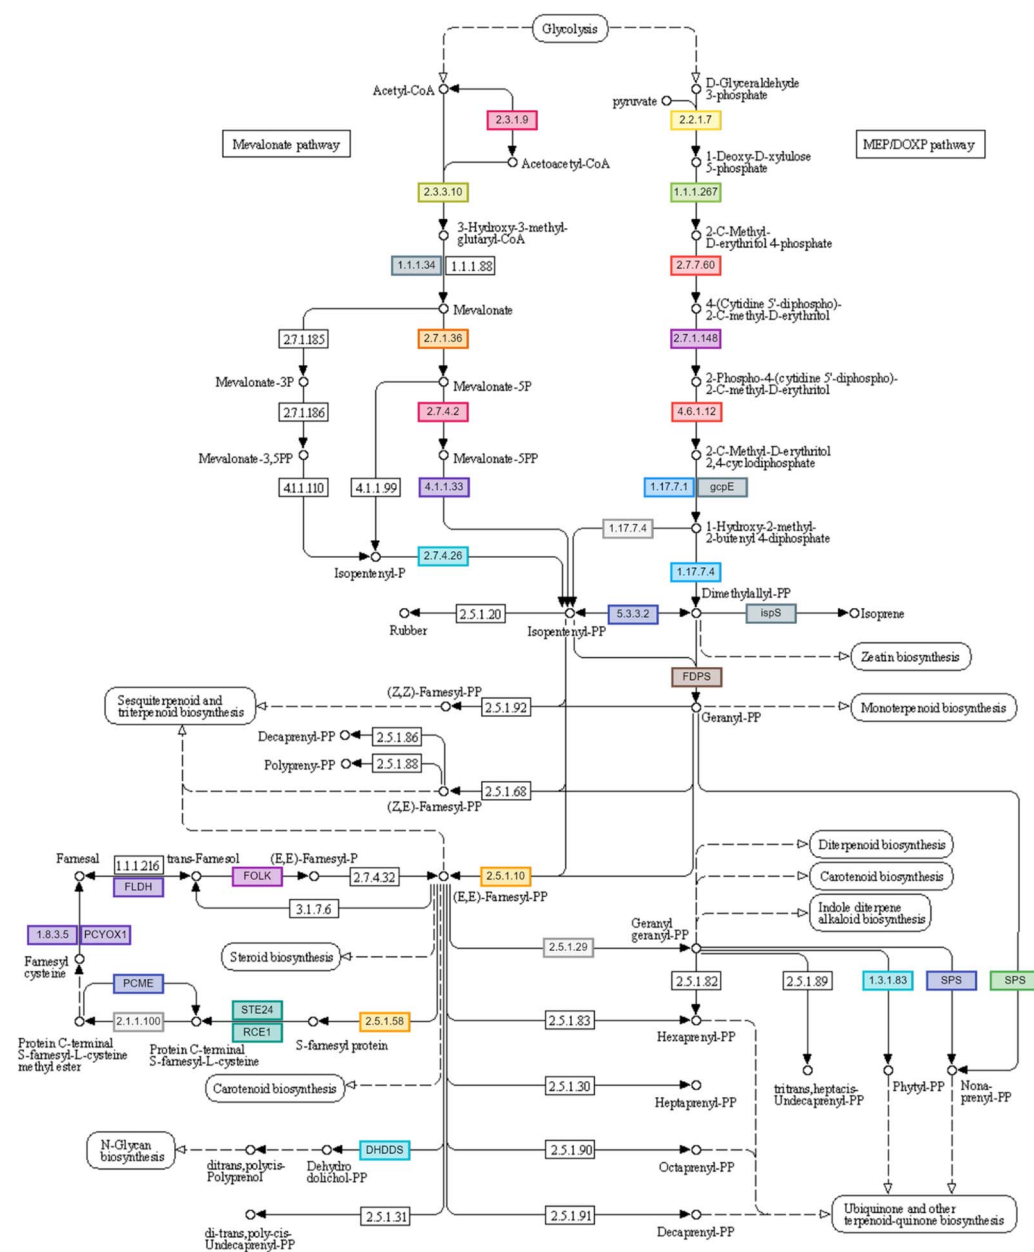 Glycolysis
Acetyl-CoA
D-Glyceraldehyde
3-phosphate
pyruvate
2.3.1.9
2.2.1.7
Mevalonate pathway
MEP/DOXP pathway
Acetoacetyl-CoA
1-Deoxy-D-xylulose
5-phosphate
2.3.3.10
1.1.1.267
3-Hydroxy-3-methyl-
glutaryl-CoA
2-C-Methyl-
D-erythritol 4-phosphate
1.1.1.34
1.1.1.88
2.7.7.60
Mevalonate
4-(Cytidine 5'-diphospho)-
2-C-methyl-D-erythritol
2.7.1.185
2.7.1.36
2.7.1.148
Mevalonate-3P
Mevalonate-5P
2-Phospho-4-(cytidine 5'-diphospho)-
2-C-methyl-D-erythritol
2.7.1.186
2.7.4.2
4.6.1.12
Mevalonate-3,5PP
Mevalonate-5PP
2-C-Methyl-D-erythritol
2,4-cyclodiphosphate
4.1.1.110
4.1.1.99
4.1.1.33
1.17.7.1
gcpE
1.17.7.4
1-Hydroxy-2-methyl-
2-butenyl 4-diphosphate
2.7.4.26
Isopentenyl-P
1.17.7.4
Dimethylallyl-PP
2.5.1.20
5.3.3.2
ispS
Isoprene
Rubber
Isopentenyl-PP
Zeatin biosynthesis
FDPS
Sesquiterpenoid and
triterpenoid biosynthesis
(Z,Z)-Farnesyl-PP
2.5.1.92
Geranyl-PP
Monoterpenoid biosynthesis
Decaprenyl-PP
2.5.1.86
Polypreny-PP
2.5.1.88
2.5.1.68
(Z,E)-Farnesyl-PP
Diterpenoid biosynthesis
Farnesal
1.1.1.216
trans-Farnesol
(E,E)-Farnesyl-P
FLDH
FOLK
2.7.4.32
2.5.1.10
Carotenoid biosynthesis
3.1.7.6
(E,E)-Farnesyl-PP
Indole diterpene
alkaloid biosynthesis
1.8.3.5
PCYOX1
Geranyl
geranyl-PP
Farnesyl
cysteine
Steroid biosynthesis
2.5.1.29
PCME
2.5.1.82
2.5.1.89
1.3.1.83
SPS
SPS
STE24
2.1.1.100
RCE1
2.5.1.58
2.5.1.83
Hexaprenyl-PP
Protein C-terminal
S-farnesyl-L-cysteine
methyl ester
Protein C-terminal
S-farnesyl-L-cysteine
S-farnesyl protein
Carotenoid biosynthesis
2.5.1.30
Heptaprenyl-PP
tritrans,heptacis-
Undecaprenyl-PP
Phytyl-PP
Nona-
prenyl-PP
N-Glycan
biosynthesis
ditrans,polycis-
Polyprenol
Dehydro
dolichol-PP
DHDDS
2.5.1.90
Octaprenyl-PP
2.5.1.31
di-trans,poly-cis-
Undecaprenyl-PP
2.5.1.91
Decaprenyl-PP
Ubiquinone and other
terpenoid-quinone biosynthesis